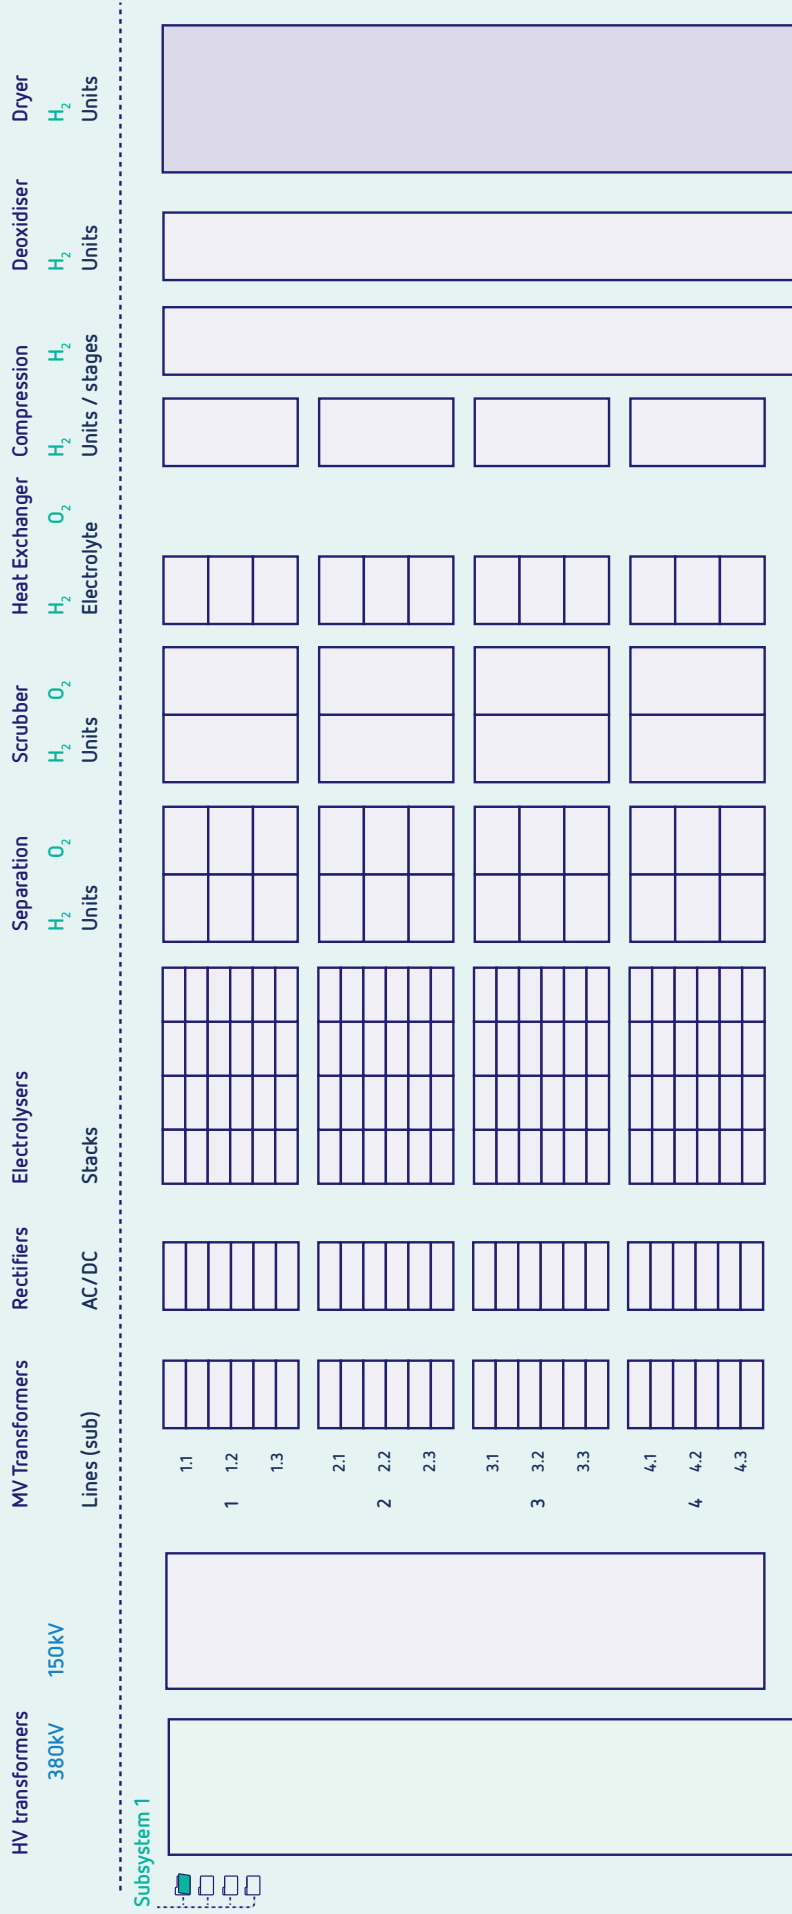 HV transformers
380kV 150kV
MV Transformers
Lines (sub)
Rectifiers
AC/DC
Electrolysers
Stacks
Separation
H₂ O₂
Units
Scrubber
H₂ O₂
Units
Heat Exchanger
H₂ O₂
Electrolyte
Compression
H₂ H₂
Units / stages
Deoxidiser
H₂
Units
Dryer
H₂
Units
Subsystem 1
1
1.1
1.2
1.3
2
2.1
2.2
2.3
3
3.1
3.2
3.3
4
4.1
4.2
4.3